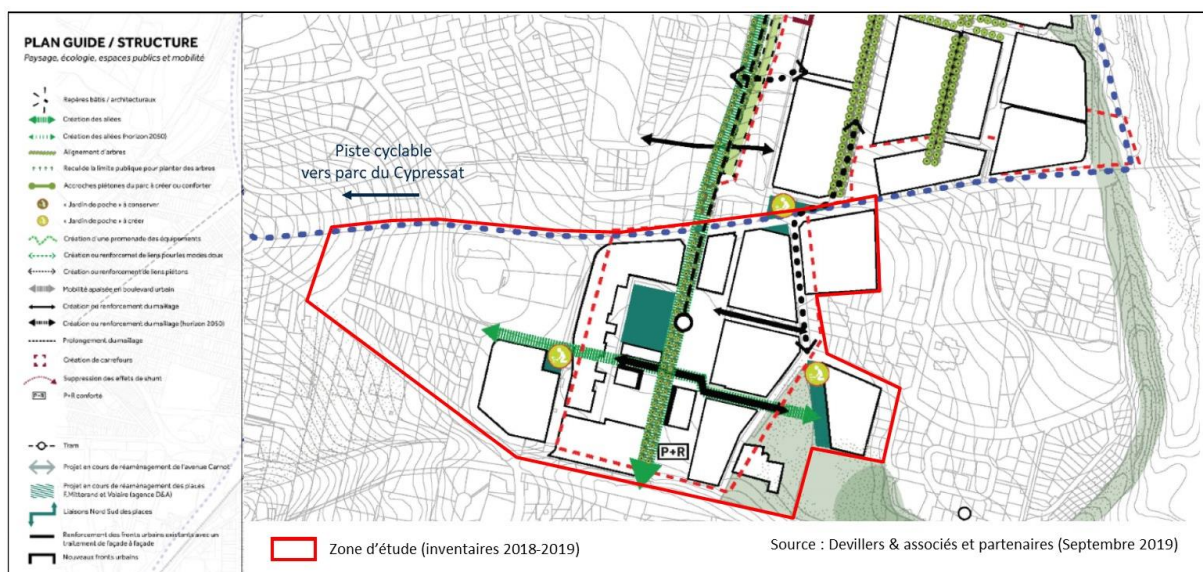 PLAN GUIDE / STRUCTURE
Paysage, écologie, espaces publics et mobilité
Repères bâtis / architecturaux
Création des allées
Création des allées (horizon 2050)
Alignement d'arbres
Recul de la limite publique pour planter des arbres
Accroches piétonnes du parc à créer ou conforter
« Jardin de poche » à conserver
« Jardin de poche » à créer
Création d'une promenade des équipements
Création ou renforcement de liens pour les modes doux
Création ou renforcement de liens piétons
Mobilité apaisée en boulevard urbain
Création ou renforcement du maillage
Création ou renforcement du maillage (horizon 2050)
Prolongement du maillage
Création de carrefours
Suppression des effets de shunt
P+R P+R conforté
Tram
Projet en cours de réaménagement de l'avenue Carnot
Projet en cours de réaménagement des places
F.Mitterand et Volaire (agence D&A)
Liaisons Nord Sud des places
Renforcement des fronts urbains existants avec un
traitement de façade à façade
Nouveaux fronts urbains
Piste cyclable
vers parc du Cypressat
P+R
Zone d'étude (inventaires 2018-2019)
Source : Devillers & associés et partenaires (Septembre 2019)